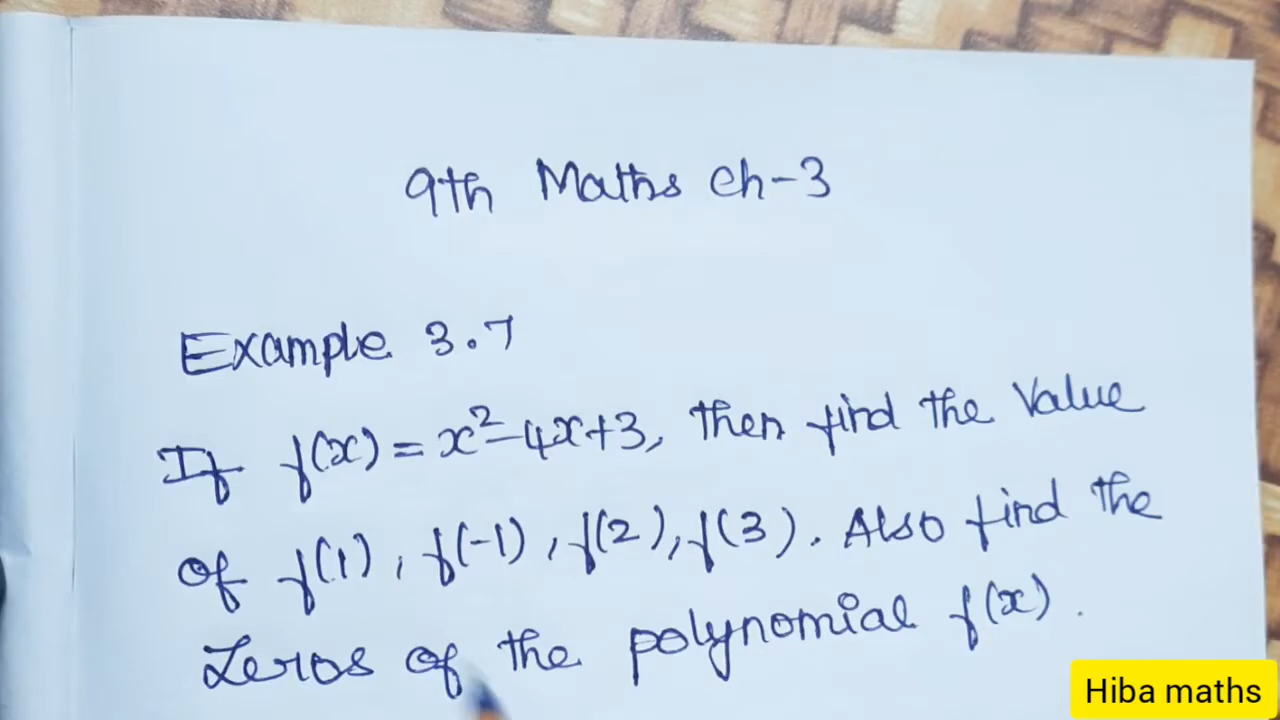 9th Maths Ch-3
Example 3.7
If f(x) = x²-4x+3, then find the Value
of f(1), f(-1), f(2), f(3). Also find the
Zeros of the polynomial f(x).
Hiba maths